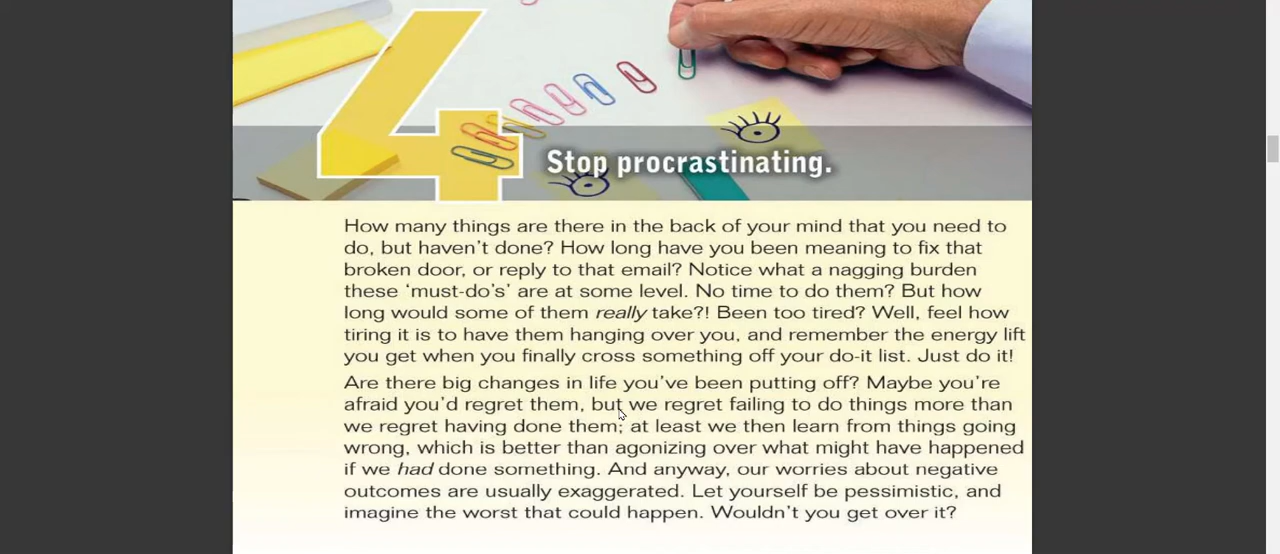 4
Stop procrastinating.
How many things are there in the back of your mind that you need to
do, but haven't done? How long have you been meaning to fix that
broken door, or reply to that email? Notice what a nagging burden
these ‘must-do's’ are at some level. No time to do them? But how
long would some of them really take?! Been too tired? Well, feel how
tiring it is to have them hanging over you, and remember the energy lift
you get when you finally cross something off your do-it list. Just do it!
Are there big changes in life you've been putting off? Maybe you're
afraid you'd regret them, but we regret failing to do things more than
we regret having done them; at least we then learn from things going
wrong, which is better than agonizing over what might have happened
if we had done something. And anyway, our worries about negative
outcomes are usually exaggerated. Let yourself be pessimistic, and
imagine the worst that could happen. Wouldn't you get over it?